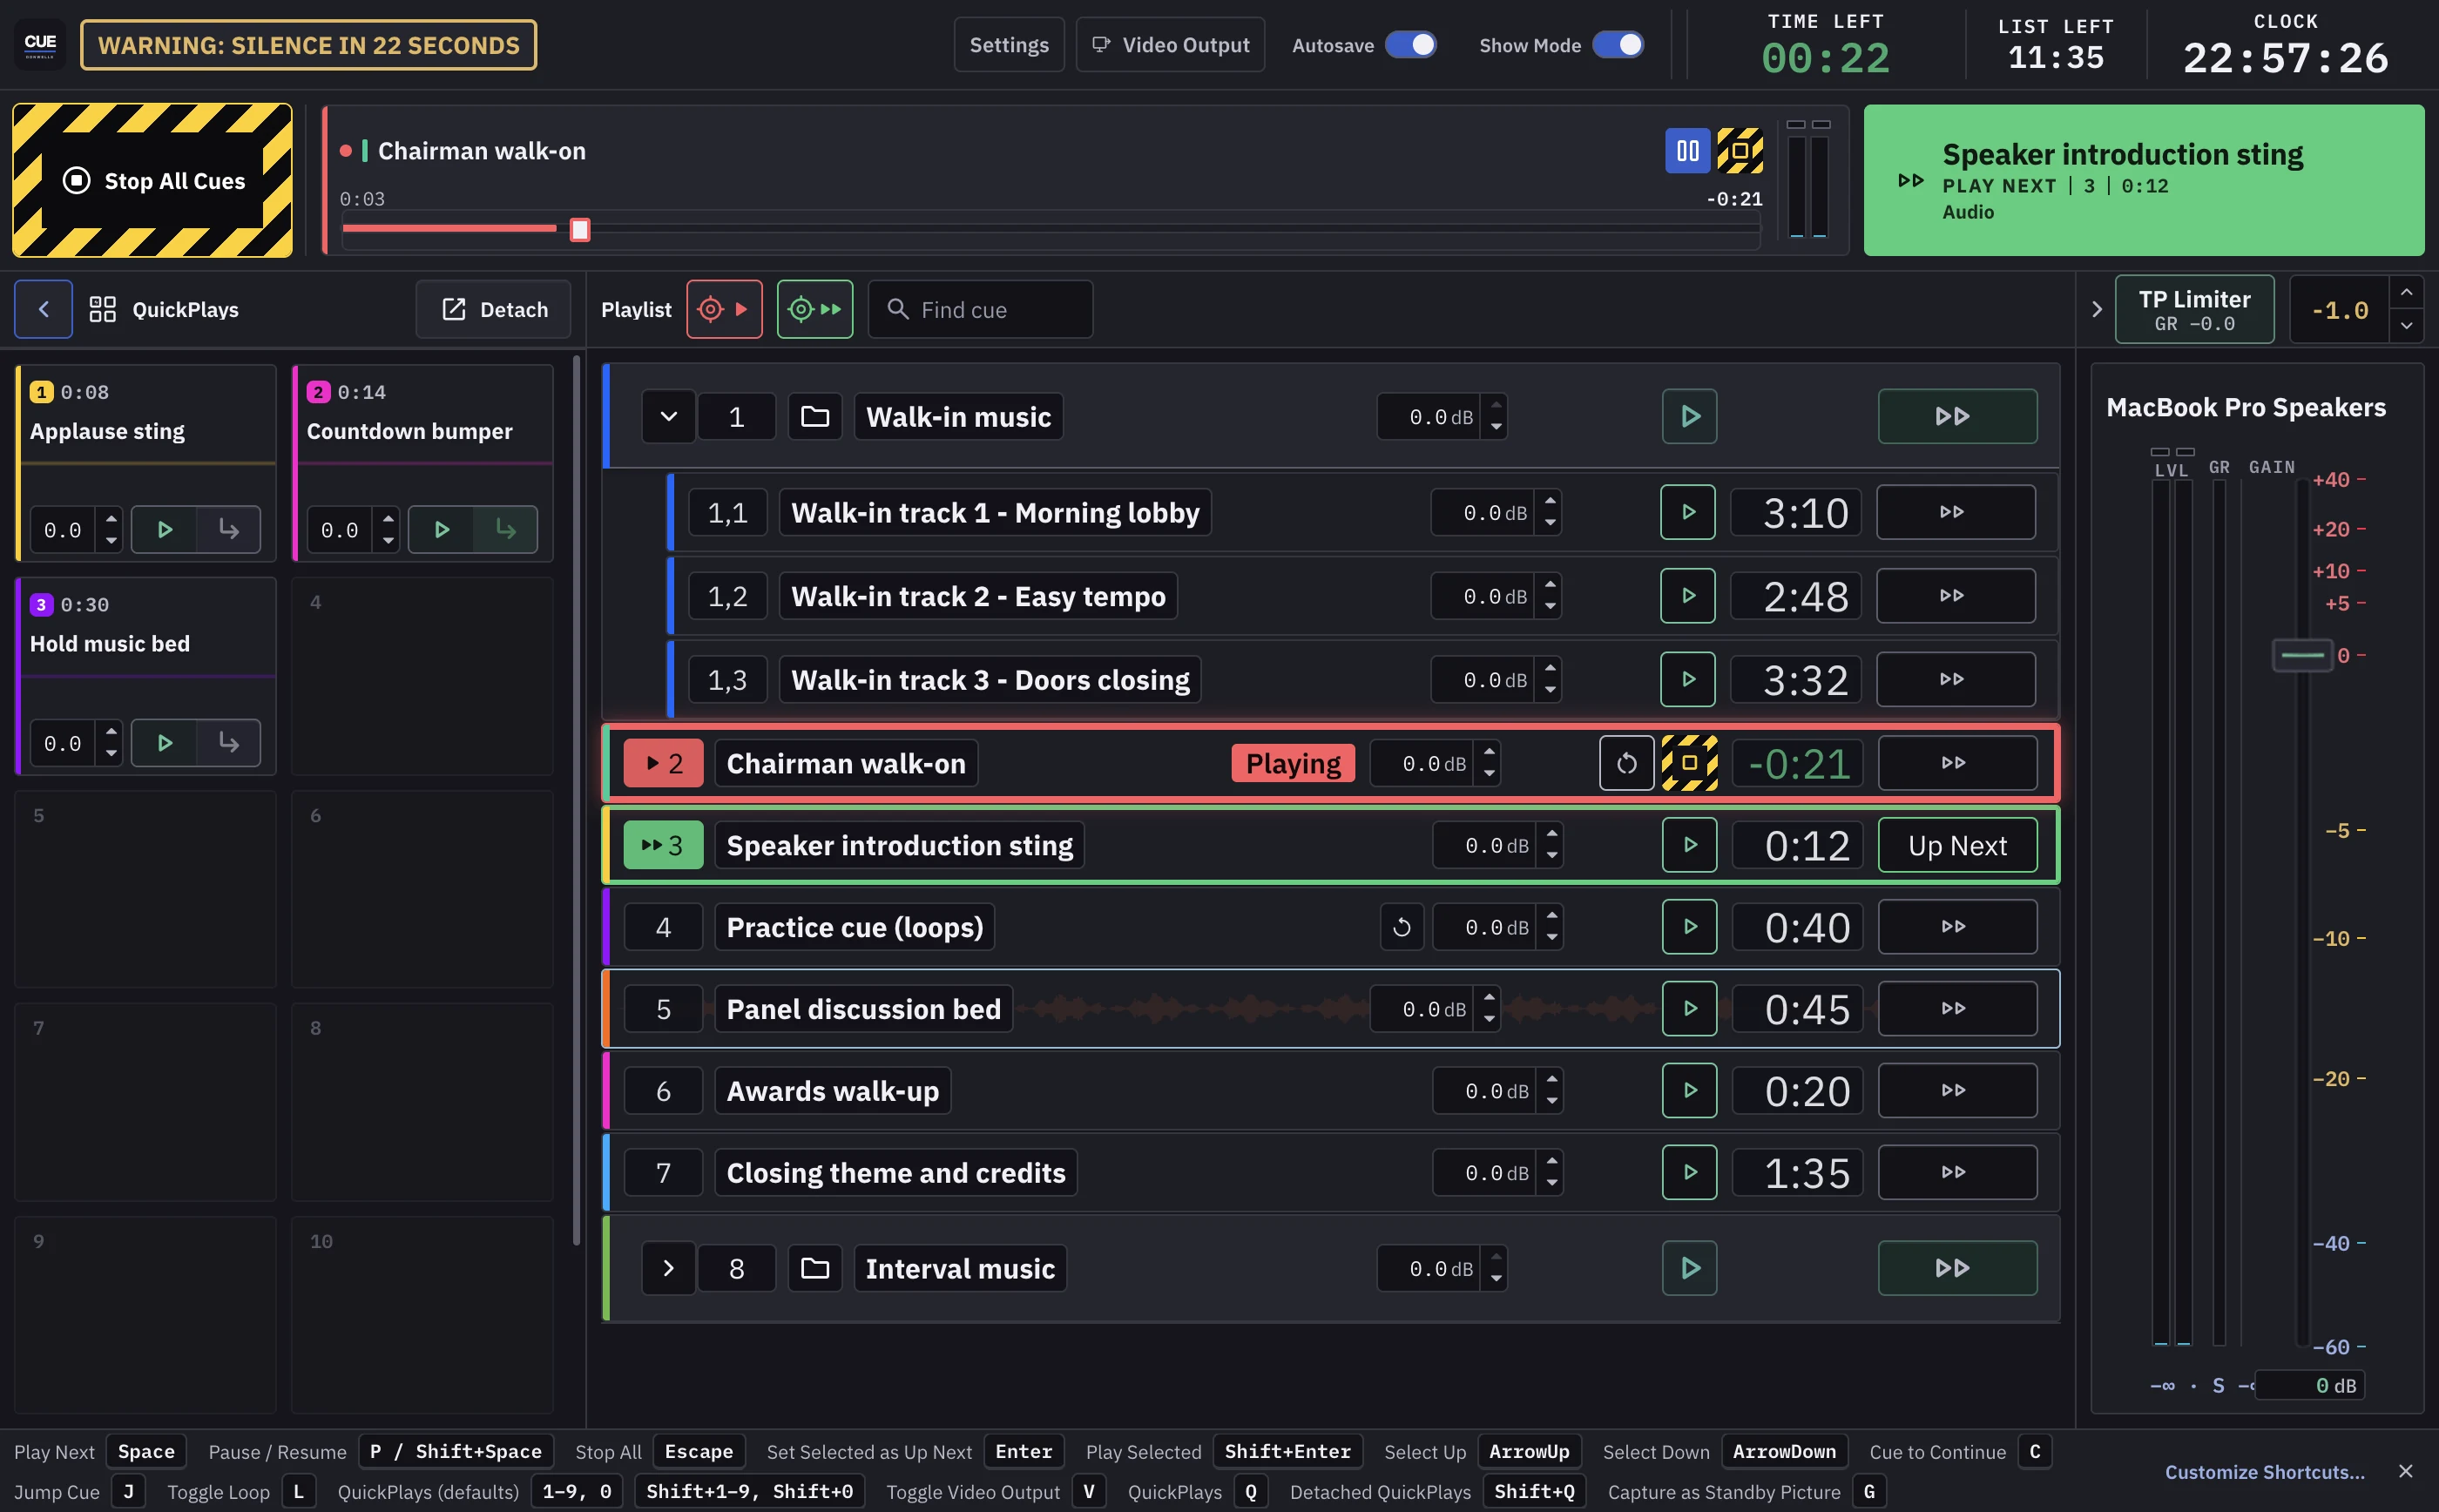 CUE
WARNING: SILENCE IN 22 SECONDS
Settings
Video Output
Autosave
Show Mode
TIME LEFT
00:22
LIST LEFT
11:35
CLOCK
22:57:26
Stop All Cues
Chairman walk-on
0:03
-0:21
Speaker introduction sting
PLAY NEXT | 3 | 0:12
Audio
QuickPlays
Detach
Playlist
Find cue
TP Limiter
GR -0.0
-1.0
1 0:08
Applause sting
0.0
2 0:14
Countdown bumper
0.0
3 0:30
Hold music bed
0.0
4
5
6
7
8
9
10
1 Walk-in music 0.0 dB
1,1 Walk-in track 1 - Morning lobby 0.0 dB 3:10
1,2 Walk-in track 2 - Easy tempo 0.0 dB 2:48
1,3 Walk-in track 3 - Doors closing 0.0 dB 3:32
2 Chairman walk-on Playing 0.0 dB -0:21
3 Speaker introduction sting 0.0 dB 0:12 Up Next
4 Practice cue (loops) 0.0 dB 0:40
5 Panel discussion bed 0.0 dB 0:45
6 Awards walk-up 0.0 dB 0:20
7 Closing theme and credits 0.0 dB 1:35
8 Interval music 0.0 dB
MacBook Pro Speakers
LVL GR GAIN
+40
+20
+10
+5
0
-5
-10
-20
-40
-60
-∞ · S
0 dB
Play Next Space Pause / Resume P / Shift+Space Stop All Escape Set Selected as Up Next Enter Play Selected Shift+Enter Select Up ArrowUp Select Down ArrowDown Cue to Continue C
Jump Cue J Toggle Loop L QuickPlays (defaults) 1-9, 0 Shift+1-9, Shift+0 Toggle Video Output V QuickPlays Q Detached QuickPlays Shift+Q Capture as Standby Picture G
Customize Shortcuts...